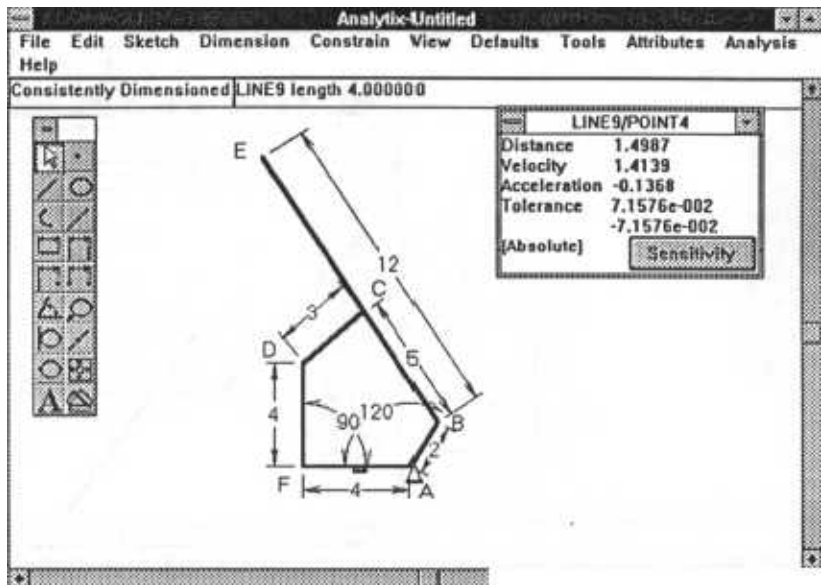 Analytix-Untitled
File Edit Sketch Dimension Constrain View Defaults Tools Attributes Analysis
Help
Consistently Dimensioned LINE9 length 4.000000
LINE9/POINT4
Distance 1.4987
Velocity 1.4139
Acceleration -0.1368
Tolerance 7.1576e-002
-7.1576e-002
[Absolute] Sensitivity
A
E
12
C
3
D
5
4
120
90
B
2
F
4
A